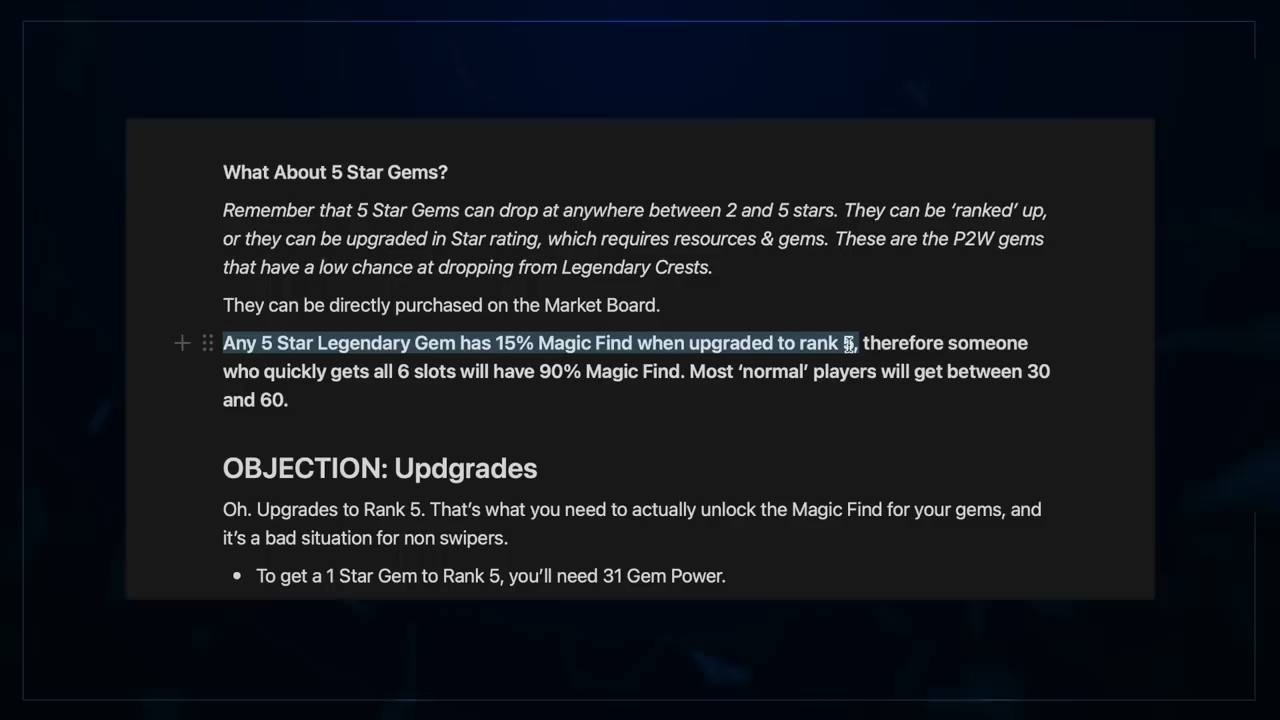 What About 5 Star Gems?
Remember that 5 Star Gems can drop at anywhere between 2 and 5 stars. They can be ‘ranked’ up,
or they can be upgraded in Star rating, which requires resources & gems. These are the P2W gems
that have a low chance at dropping from Legendary Crests.
They can be directly purchased on the Market Board.
Any 5 Star Legendary Gem has 15% Magic Find when upgraded to rank 5, therefore someone
who quickly gets all 6 slots will have 90% Magic Find. Most ‘normal’ players will get between 30
and 60.
OBJECTION: Updgrades
Oh. Upgrades to Rank 5. That’s what you need to actually unlock the Magic Find for your gems, and
it’s a bad situation for non swipers.
• To get a 1 Star Gem to Rank 5, you’ll need 31 Gem Power.